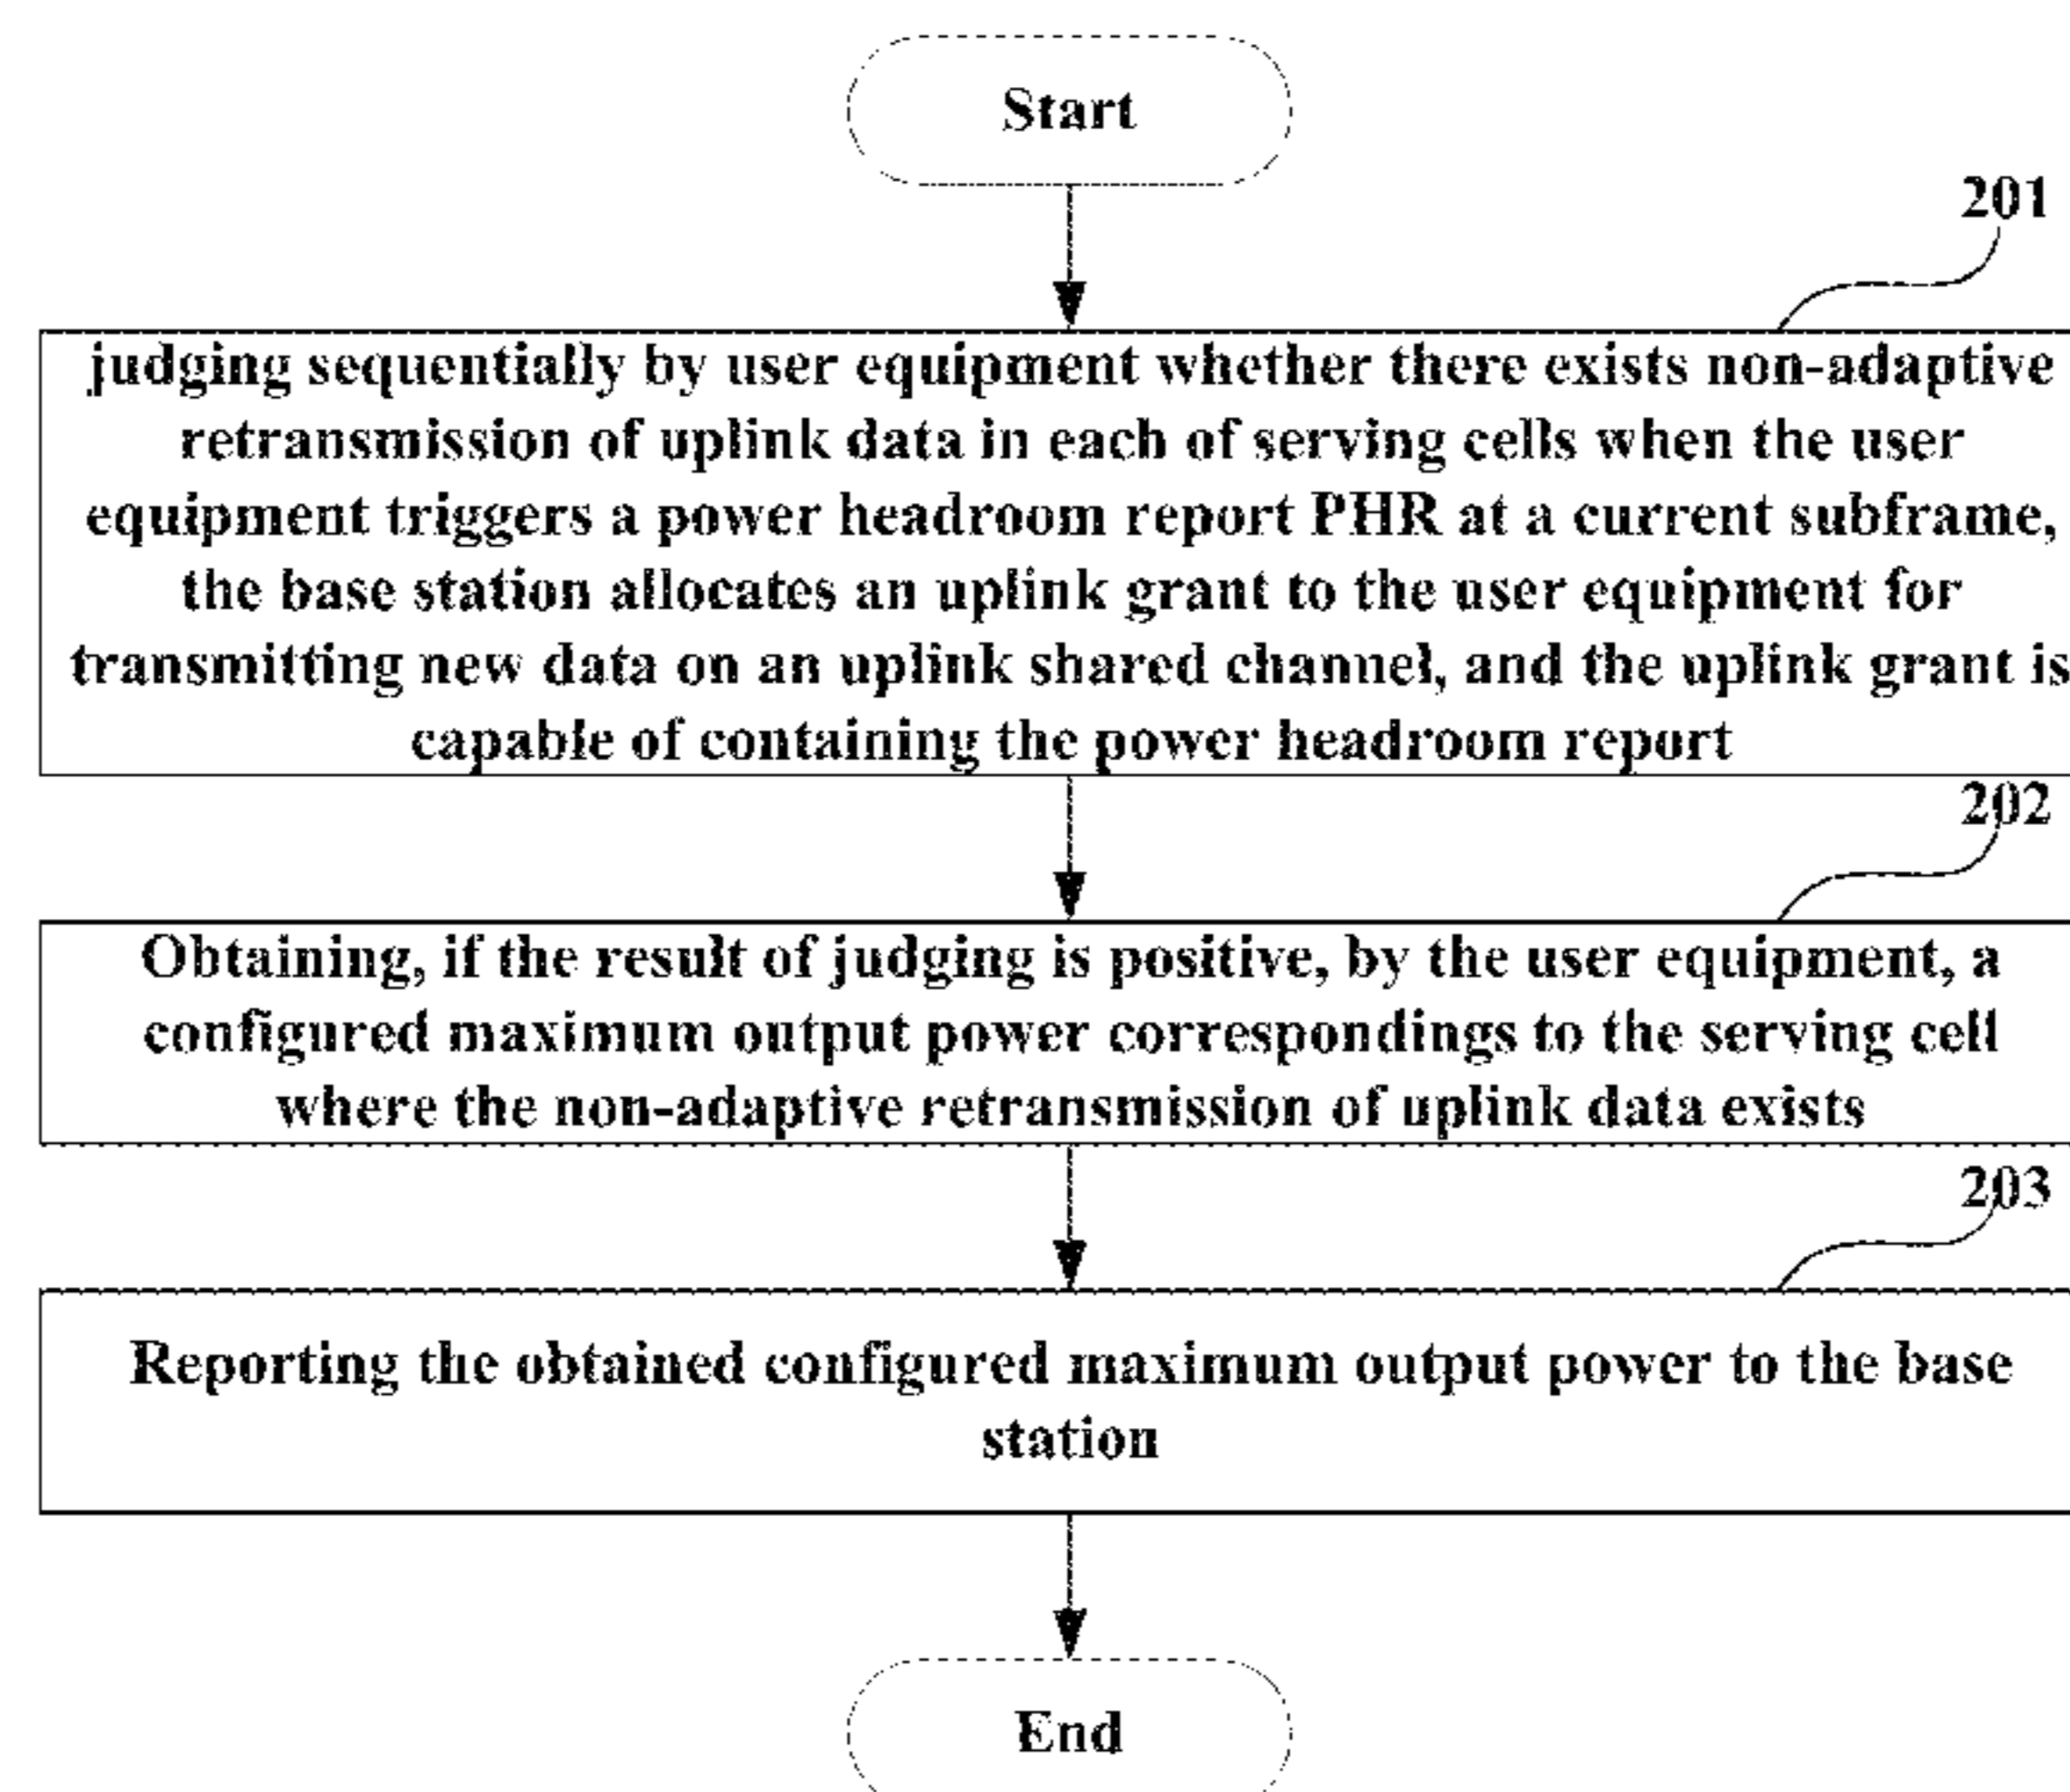 Start
201
judging sequentially by user equipment whether there exists non-adaptive
retransmission of uplink data in each of serving cells when the user
equipment triggers a power headroom report PHR at a current subframe,
the base station allocates an uplink grant to the user equipment for
transmitting new data on an uplink shared channel, and the uplink grant is
capable of containing the power headroom report
202
Obtaining, if the result of judging is positive, by the user equipment, a
configured maximum output power correspondings to the serving cell
where the non-adaptive retransmission of uplink data exists
203
Reporting the obtained configured maximum output power to the base
station
End